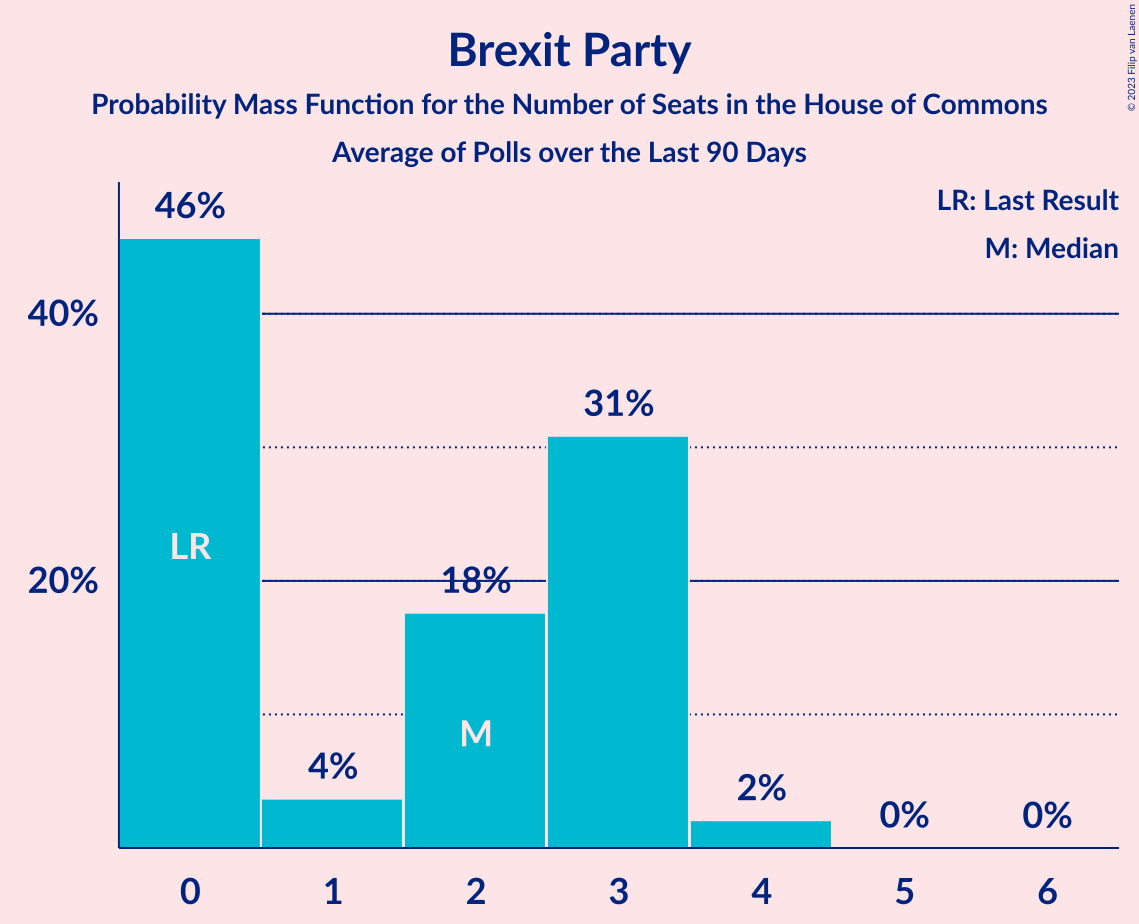 Brexit Party
Probability Mass Function for the Number of Seats in the House of Commons
Average of Polls over the Last 90 Days
© 2023 Filip van Laenen
LR: Last Result
M: Median
46%
40%
31%
LR
20%
18%
M
4%
2%
0%
0%
0 1 2 3 4 5 6